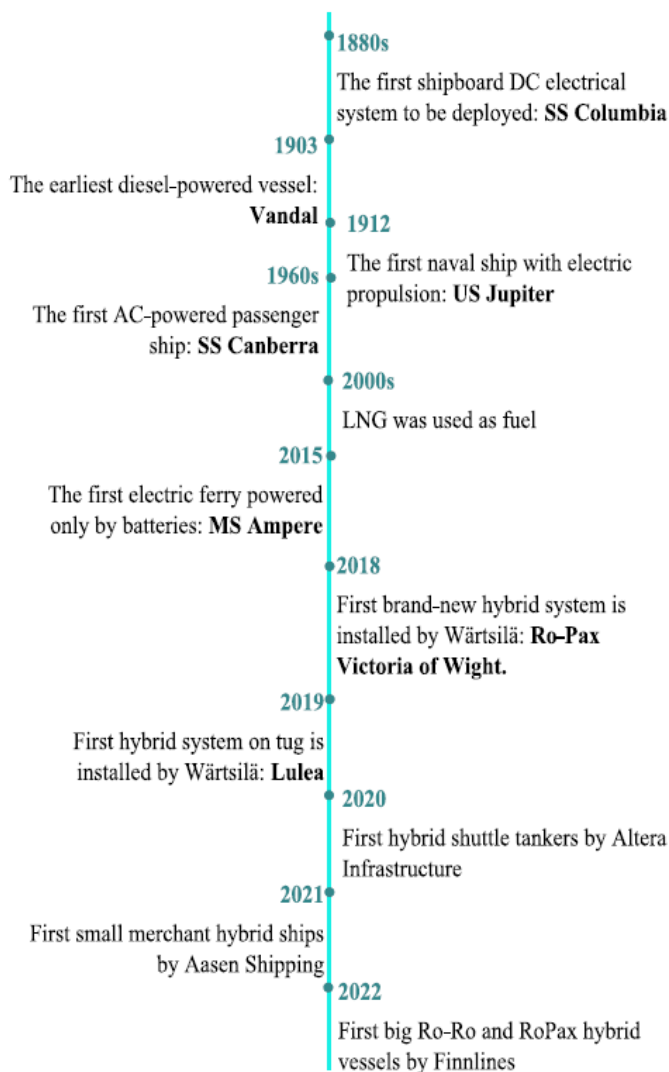 1880s
The first shipboard DC electrical
system to be deployed: SS Columbia
1903
The earliest diesel-powered vessel:
Vandal
1912
The first naval ship with electric
propulsion: US Jupiter
1960s
The first AC-powered passenger
ship: SS Canberra
2000s
LNG was used as fuel
2015
The first electric ferry powered
only by batteries: MS Ampere
2018
First brand-new hybrid system is
installed by Wärtsilä: Ro-Pax
Victoria of Wight.
2019
First hybrid system on tug is
installed by Wärtsilä: Lulea
2020
First hybrid shuttle tankers by Altera
Infrastructure
2021
First small merchant hybrid ships
by Aasen Shipping
2022
First big Ro-Ro and RoPax hybrid
vessels by Finnlines